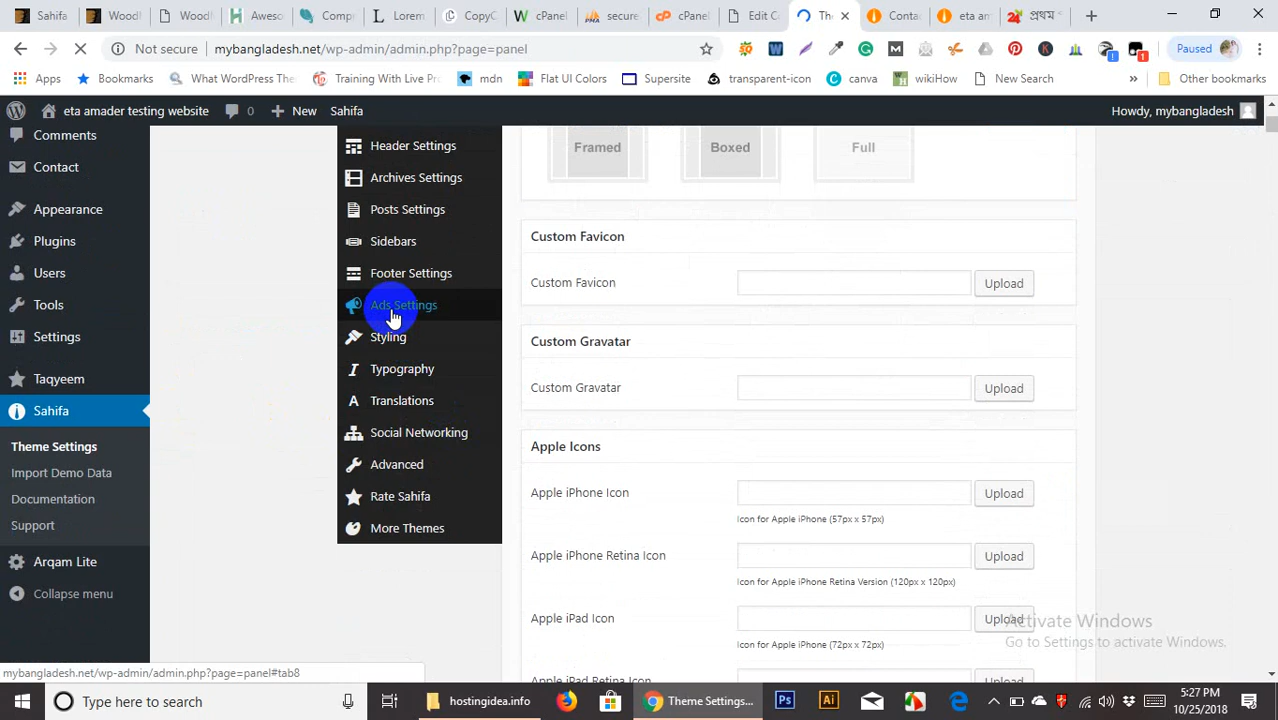 Sahifa
Woodl
Woodl
Aweso
Compr
Lorem
CopyC
cPanel
secure.
cPanel
Edit C
Th
Conta
eta am
প্রথম
Not secure
mybangladesh.net/wp-admin/admin.php?page=panel
Paused
Apps
Bookmarks
What WordPress The
Training With Live Pr
mdn
Flat UI Colors
Supersite
transparent-icon
canva
wikiHow
New Search
Other bookmarks
eta amader testing website
0
New
Sahifa
Howdy, mybangladesh
Comments
Contact
Appearance
Plugins
Users
Tools
Settings
Taqyeem
Sahifa
Theme Settings
Import Demo Data
Documentation
Support
Arqam Lite
Collapse menu
Header Settings
Archives Settings
Posts Settings
Sidebars
Footer Settings
Ads Settings
Styling
Typography
Translations
Social Networking
Advanced
Rate Sahifa
More Themes
Framed
Boxed
Full
Custom Favicon
Custom Favicon
Upload
Custom Gravatar
Custom Gravatar
Upload
Apple Icons
Apple iPhone Icon
Upload
Icon for Apple iPhone (57px x 57px)
Apple iPhone Retina Icon
Upload
Icon for Apple iPhone Retina Version (120px x 120px)
Apple iPad Icon
Upload
Icon for Apple iPhone (72px x 72px)
Apple iPad Retina Icon
Upload
Activate Windows
Go to Settings to activate Windows.
mybangladesh.net/wp-admin/admin.php?page=panel#tab8
Type here to search
hostingidea.info
Theme Settings...
5:27 PM
10/25/2018